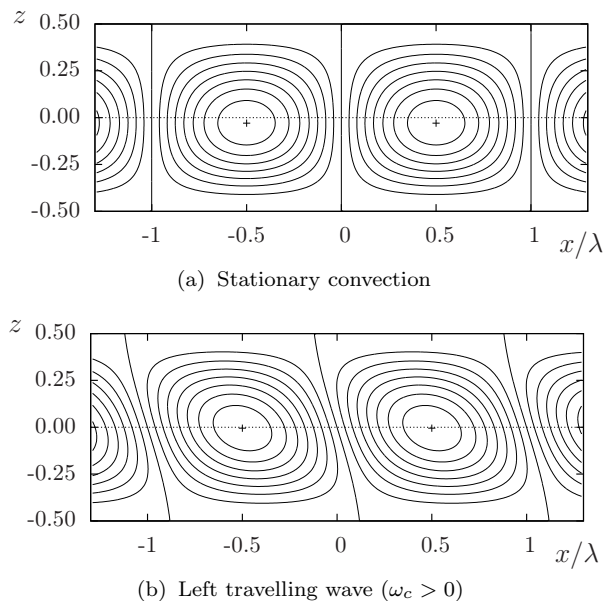 z
0.50
0.25
0.00
-0.25
-0.50
-1 -0.5 0 0.5 1 x/λ
(a) Stationary convection
z
0.50
0.25
0.00
-0.25
-0.50
-1 -0.5 0 0.5 1 x/λ
(b) Left travelling wave (ω_c > 0)